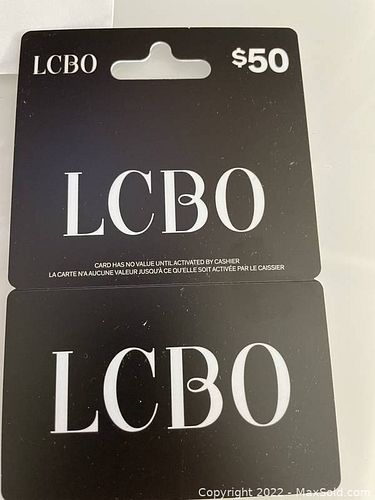 LCBO $50
LCBO
CARD HAS NO VALUE UNTIL ACTIVATED BY CASHIER
LA CARTE N'A AUCUNE VALEUR JUSQU'À CE QU'ELLE SOIT ACTIVÉE PAR LE CAISSIER
LCBO
Copyright 2022 - MaxSold.com